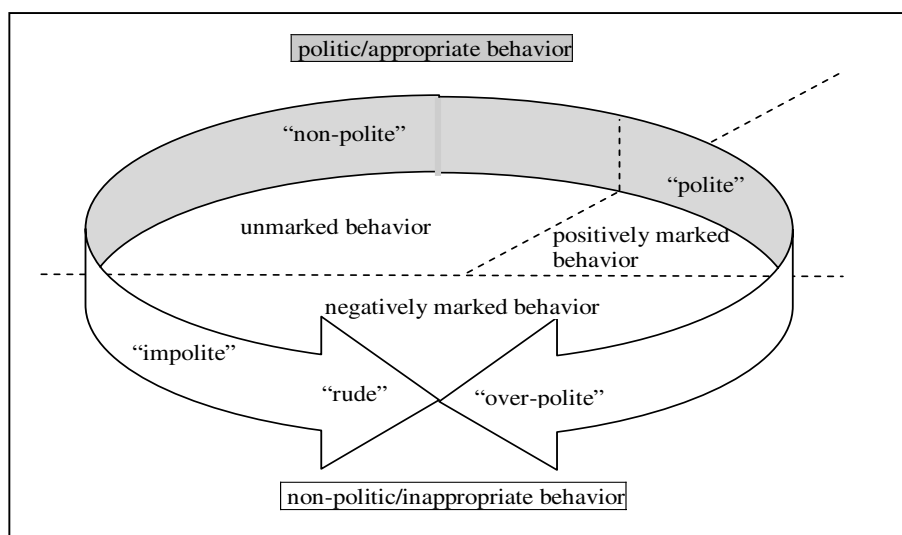 politic/appropriate behavior
“non-polite”
“polite”
unmarked behavior
positively marked
behavior
negatively marked behavior
“impolite”
“rude”
“over-polite”
non-politic/inappropriate behavior